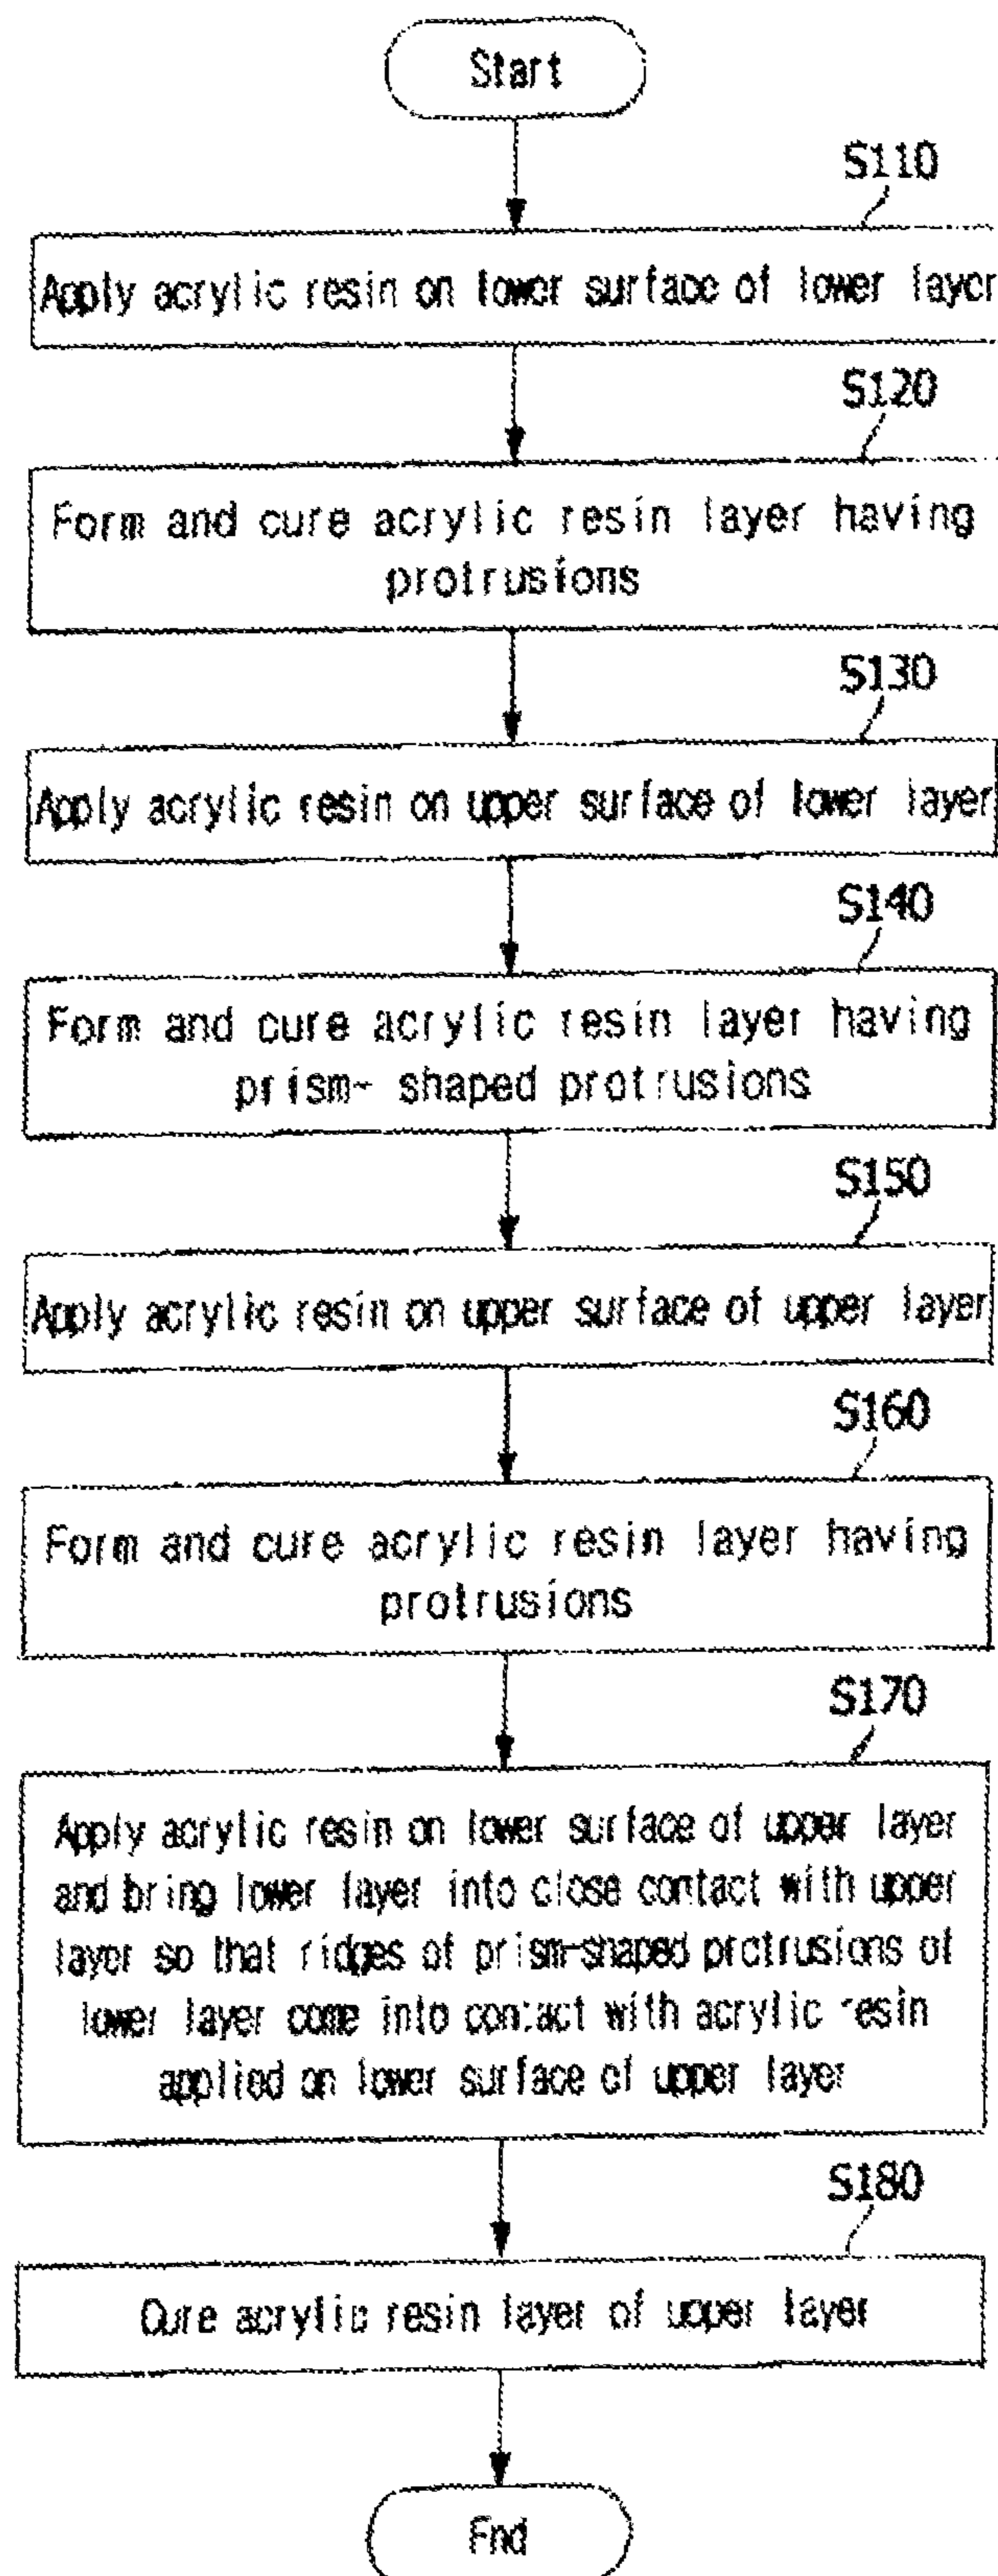 Start
S110
Apply acrylic resin on lower surface of lower layer
S120
Form and cure acrylic resin layer having
protrusions
S130
Apply acrylic resin on upper surface of lower layer
S140
Form and cure acrylic resin layer having
prism- shaped protrusions
S150
Apply acrylic resin on upper surface of upper layer
S160
Form and cure acrylic resin layer having
protrusions
S170
Apply acrylic resin on lower surface of upper layer
and bring lower layer into close contact with upper
layer so that ridges of prism-shaped protrusions of
lower layer come into contact with acrylic resin
applied on lower surface of upper layer
S180
Cure acrylic resin layer of upper layer
End